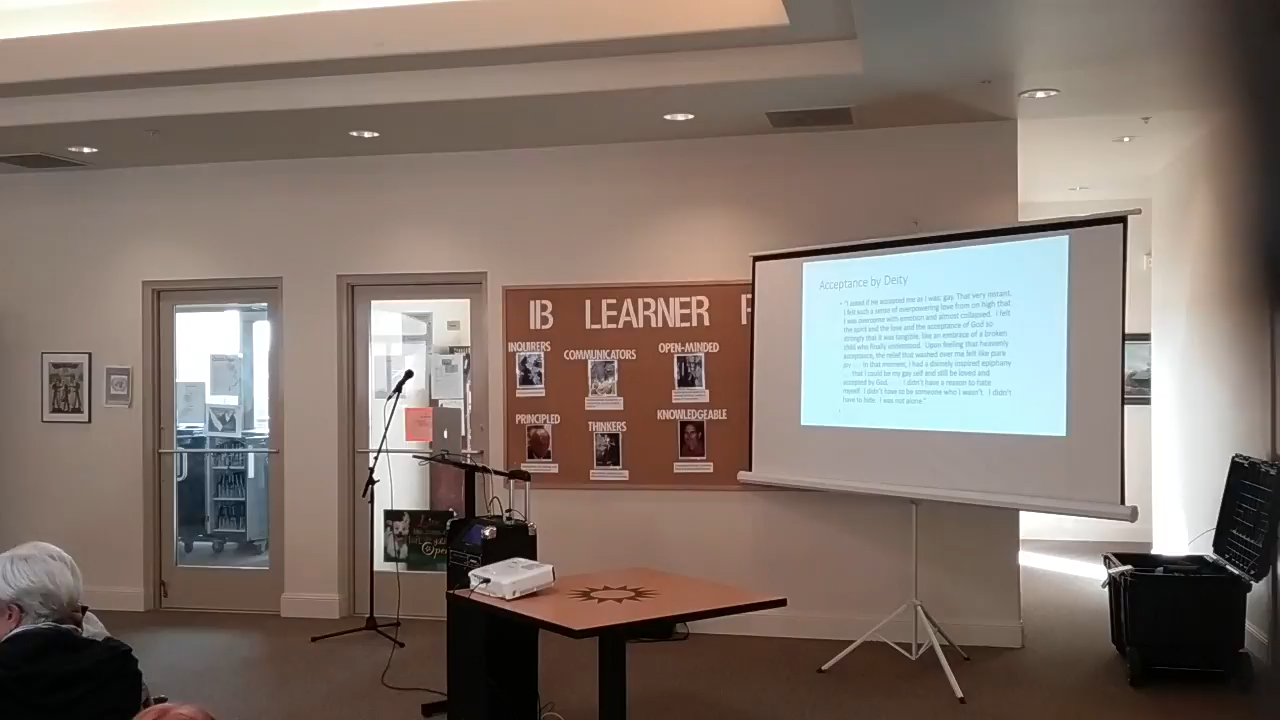 IB LEARNER P
INQUIRERS
COMMUNICATORS
OPEN-MINDED
PRINCIPLED
THINKERS
KNOWLEDGEABLE
Acceptance by Deity
• "I asked if He accepted me as I was: gay. That very instant,
I felt such a sense of overpowering love from on high that
I was overcome with emotion and almost collapsed. I felt
the spirit and the love and the acceptance of God so
strongly that it was tangible, like an embrace of a broken
child who finally understood. Upon feeling that heavenly
acceptance, the relief that washed over me felt like pure
joy . . . In that moment, I had a divinely inspired epiphany
. . . that I could be my gay self and still be loved and
accepted by God. . . . I didn't have a reason to hate
myself. I didn't have to be someone who I wasn't. I didn't
have to hide. I was not alone."